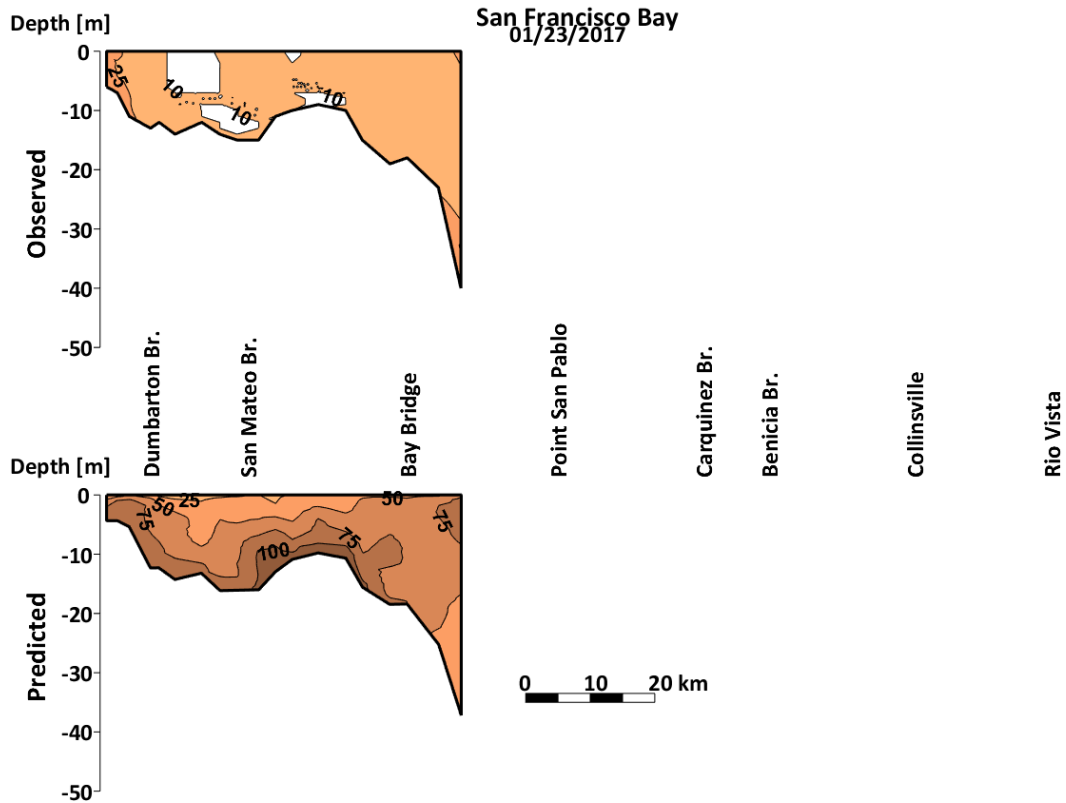 San Francisco Bay
01/23/2017
Depth [m]
0
-10
-20
-30
-40
-50
Observed
25
10
10
10
Dumbarton Br.
San Mateo Br.
Bay Bridge
Point San Pablo
Carquinez Br.
Benicia Br.
Collinsville
Rio Vista
Depth [m]
0
-10
-20
-30
-40
-50
Predicted
50
25
75
100
75
50
75
0 10 20 km